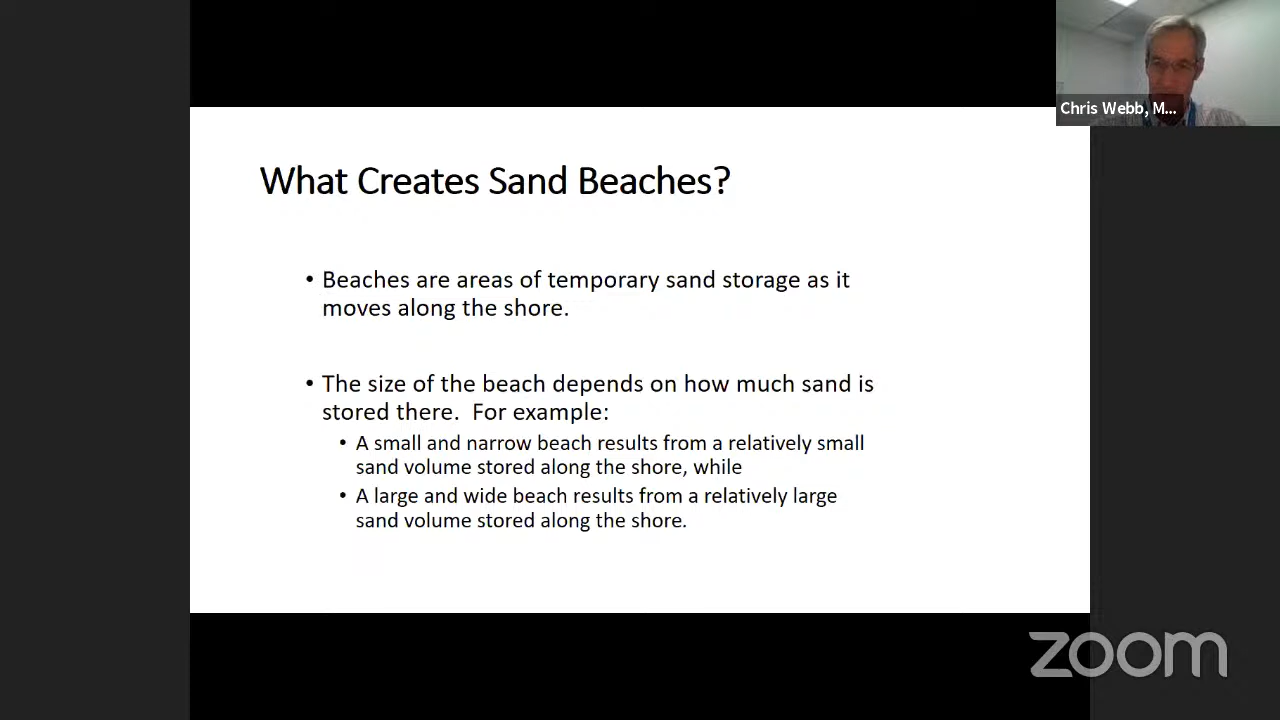 Chris Webb, M...
What Creates Sand Beaches?
• Beaches are areas of temporary sand storage as it
moves along the shore.
• The size of the beach depends on how much sand is
stored there. For example:
• A small and narrow beach results from a relatively small
sand volume stored along the shore, while
• A large and wide beach results from a relatively large
sand volume stored along the shore.
zoom